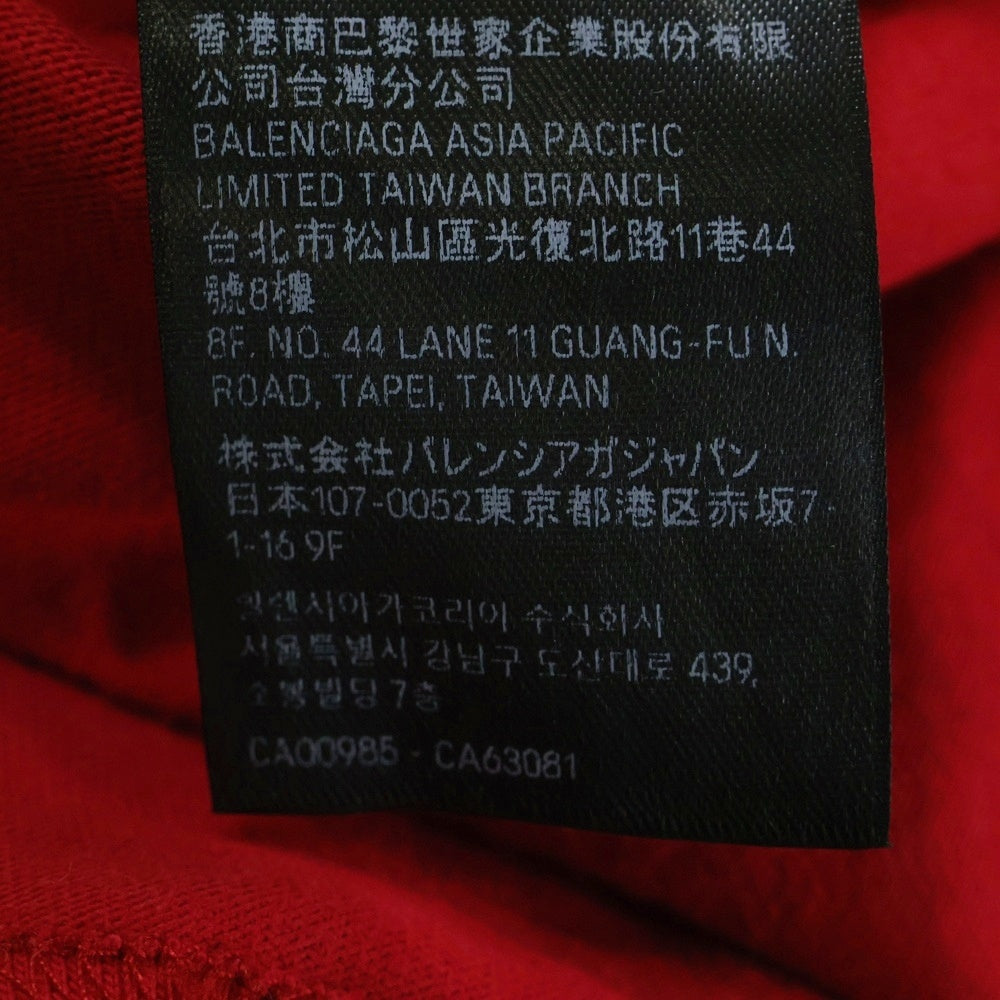 香港商巴黎世家企業股份有限
公司台灣分公司
BALENCIAGA ASIA PACIFIC
LIMITED TAIWAN BRANCH
台北市松山區光復北路11巷44
號8樓
8F. NO. 44 LANE 11 GUANG-FU N.
ROAD, TAPEI, TAIWAN
株式会社バレンシアガジャパン
日本107-0052東京都港区赤坂7-
1-16 9F
발렌시아가코리아 주식회사
서울특별시 강남구 도산대로 439,
7층
CA00985 - CA63081